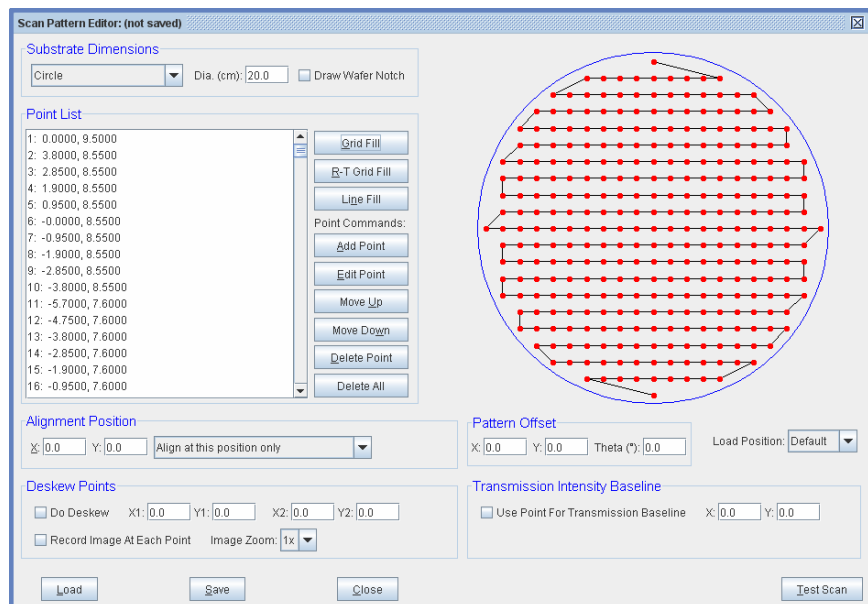 Scan Pattern Editor: (not saved)
Substrate Dimensions
Circle Dia. (cm): 20.0 Draw Wafer Notch
Point List
1: 0.0000, 9.5000
2: 3.8000, 8.5500
3: 2.8500, 8.5500
4: 1.9000, 8.5500
5: 0.9500, 8.5500
6: -0.0000, 8.5500
7: -0.9500, 8.5500
8: -1.9000, 8.5500
9: -2.8500, 8.5500
10: -3.8000, 8.5500
11: -5.7000, 7.6000
12: -4.7500, 7.6000
13: -3.8000, 7.6000
14: -2.8500, 7.6000
15: -1.9000, 7.6000
16: -0.9500, 7.6000
Grid Fill
R-T Grid Fill
Line Fill
Point Commands:
Add Point
Edit Point
Move Up
Move Down
Delete Point
Delete All
Alignment Position
X: 0.0 Y: 0.0 Align at this position only
Pattern Offset
X: 0.0 Y: 0.0 Theta (°): 0.0
Load Position: Default
Deskew Points
Do Deskew X1: 0.0 Y1: 0.0 X2: 0.0 Y2: 0.0
Record Image At Each Point Image Zoom: 1x
Transmission Intensity Baseline
Use Point For Transmission Baseline X: 0.0 Y: 0.0
Load Save Close Test Scan